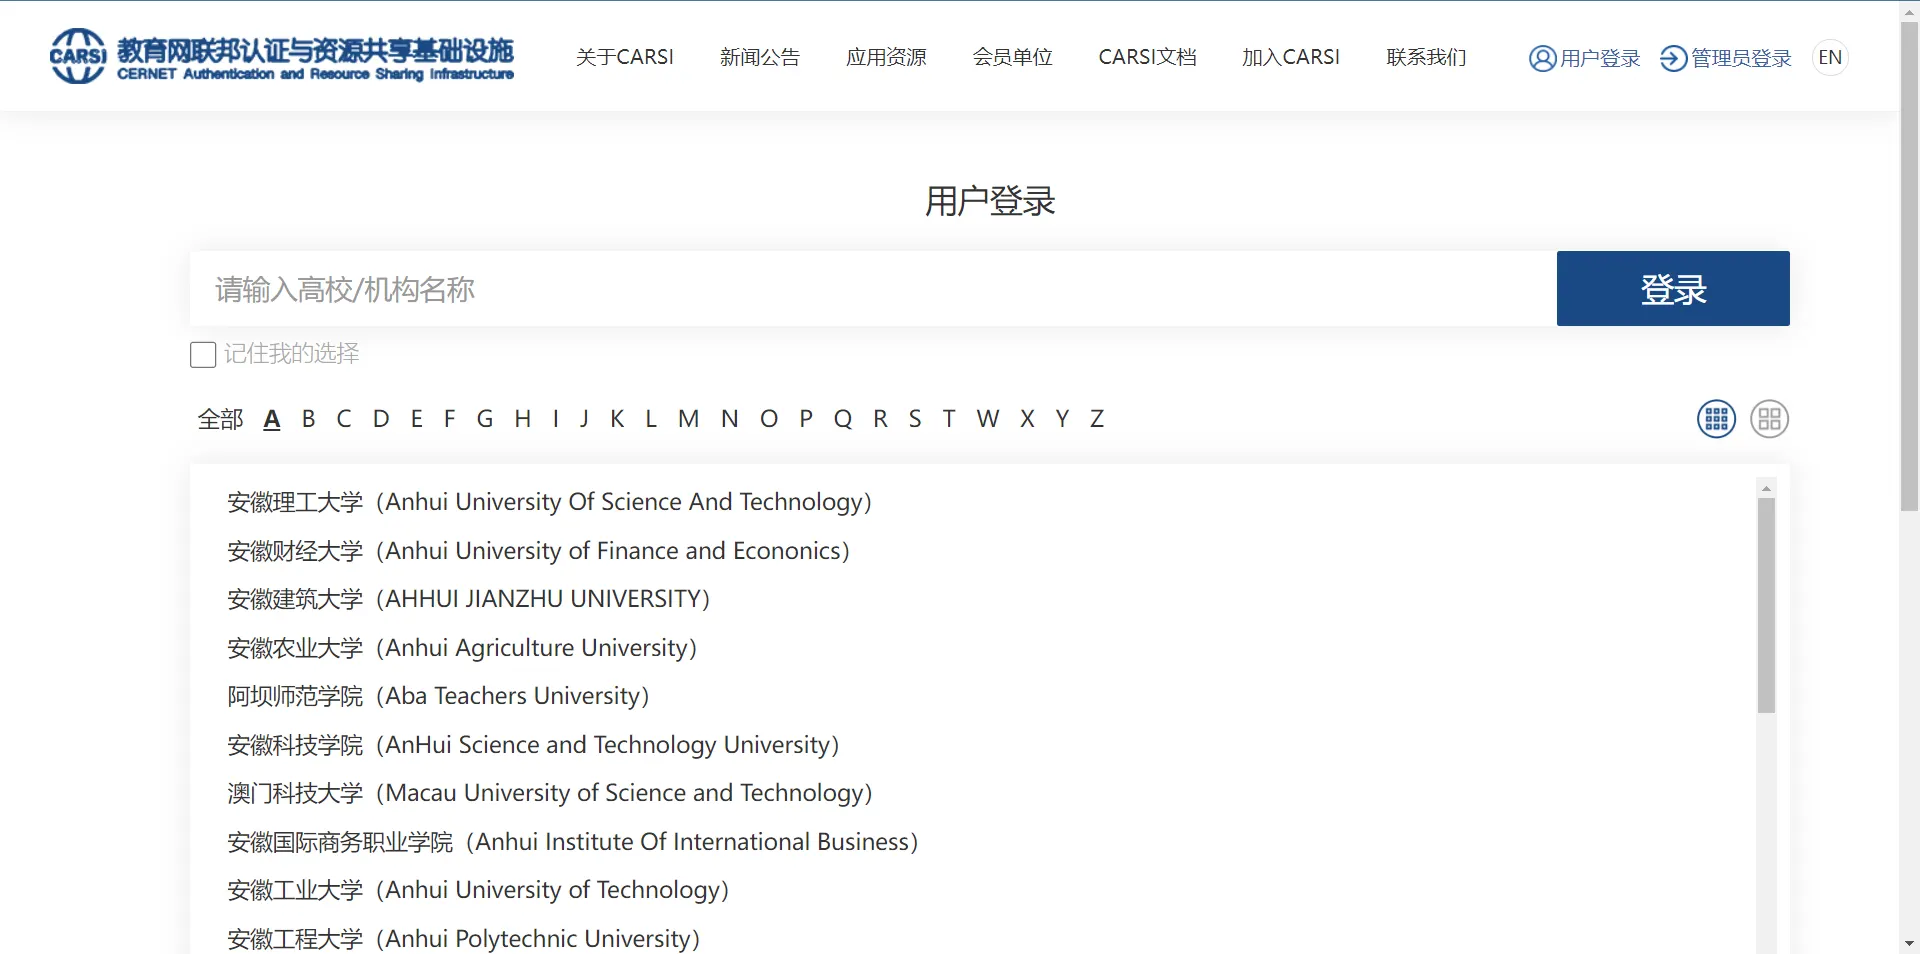 CARSI 教育网联邦认证与资源共享基础设施
CERNET Authentication and Resource Sharing Infrastructure
关于CARSI 新闻公告 应用资源 会员单位 CARSI文档 加入CARSI 联系我们 用户登录 管理员登录 EN
用户登录
请输入高校/机构名称 登录
记住我的选择
全部 A B C D E F G H I J K L M N O P Q R S T W X Y Z
安徽理工大学（Anhui University Of Science And Technology）
安徽财经大学（Anhui University of Finance and Econonics）
安徽建筑大学（AHHUI JIANZHU UNIVERSITY）
安徽农业大学（Anhui Agriculture University）
阿坝师范学院（Aba Teachers University）
安徽科技学院（AnHui Science and Technology University）
澳门科技大学（Macau University of Science and Technology）
安徽国际商务职业学院（Anhui Institute Of International Business）
安徽工业大学（Anhui University of Technology）
安徽工程大学（Anhui Polytechnic University）